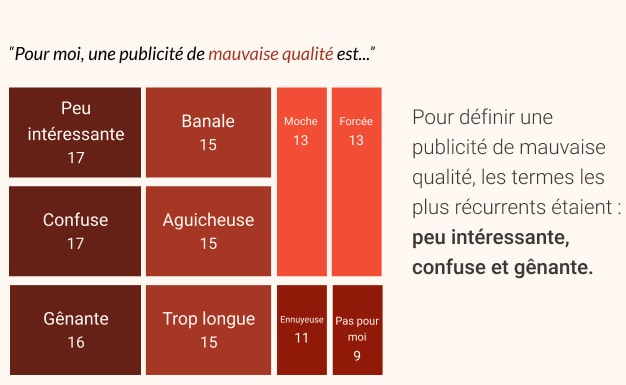 “Pour moi, une publicité de mauvaise qualité est...”
Peu
intéressante
17
Banale
15
Moche
13
Forcée
13
Confuse
17
Aguicheuse
15
Gênante
16
Trop longue
15
Ennuyeuse
11
Pas pour
moi
9
Pour définir une
publicité de mauvaise
qualité, les termes les
plus récurrents étaient :
peu intéressante,
confuse et gênante.